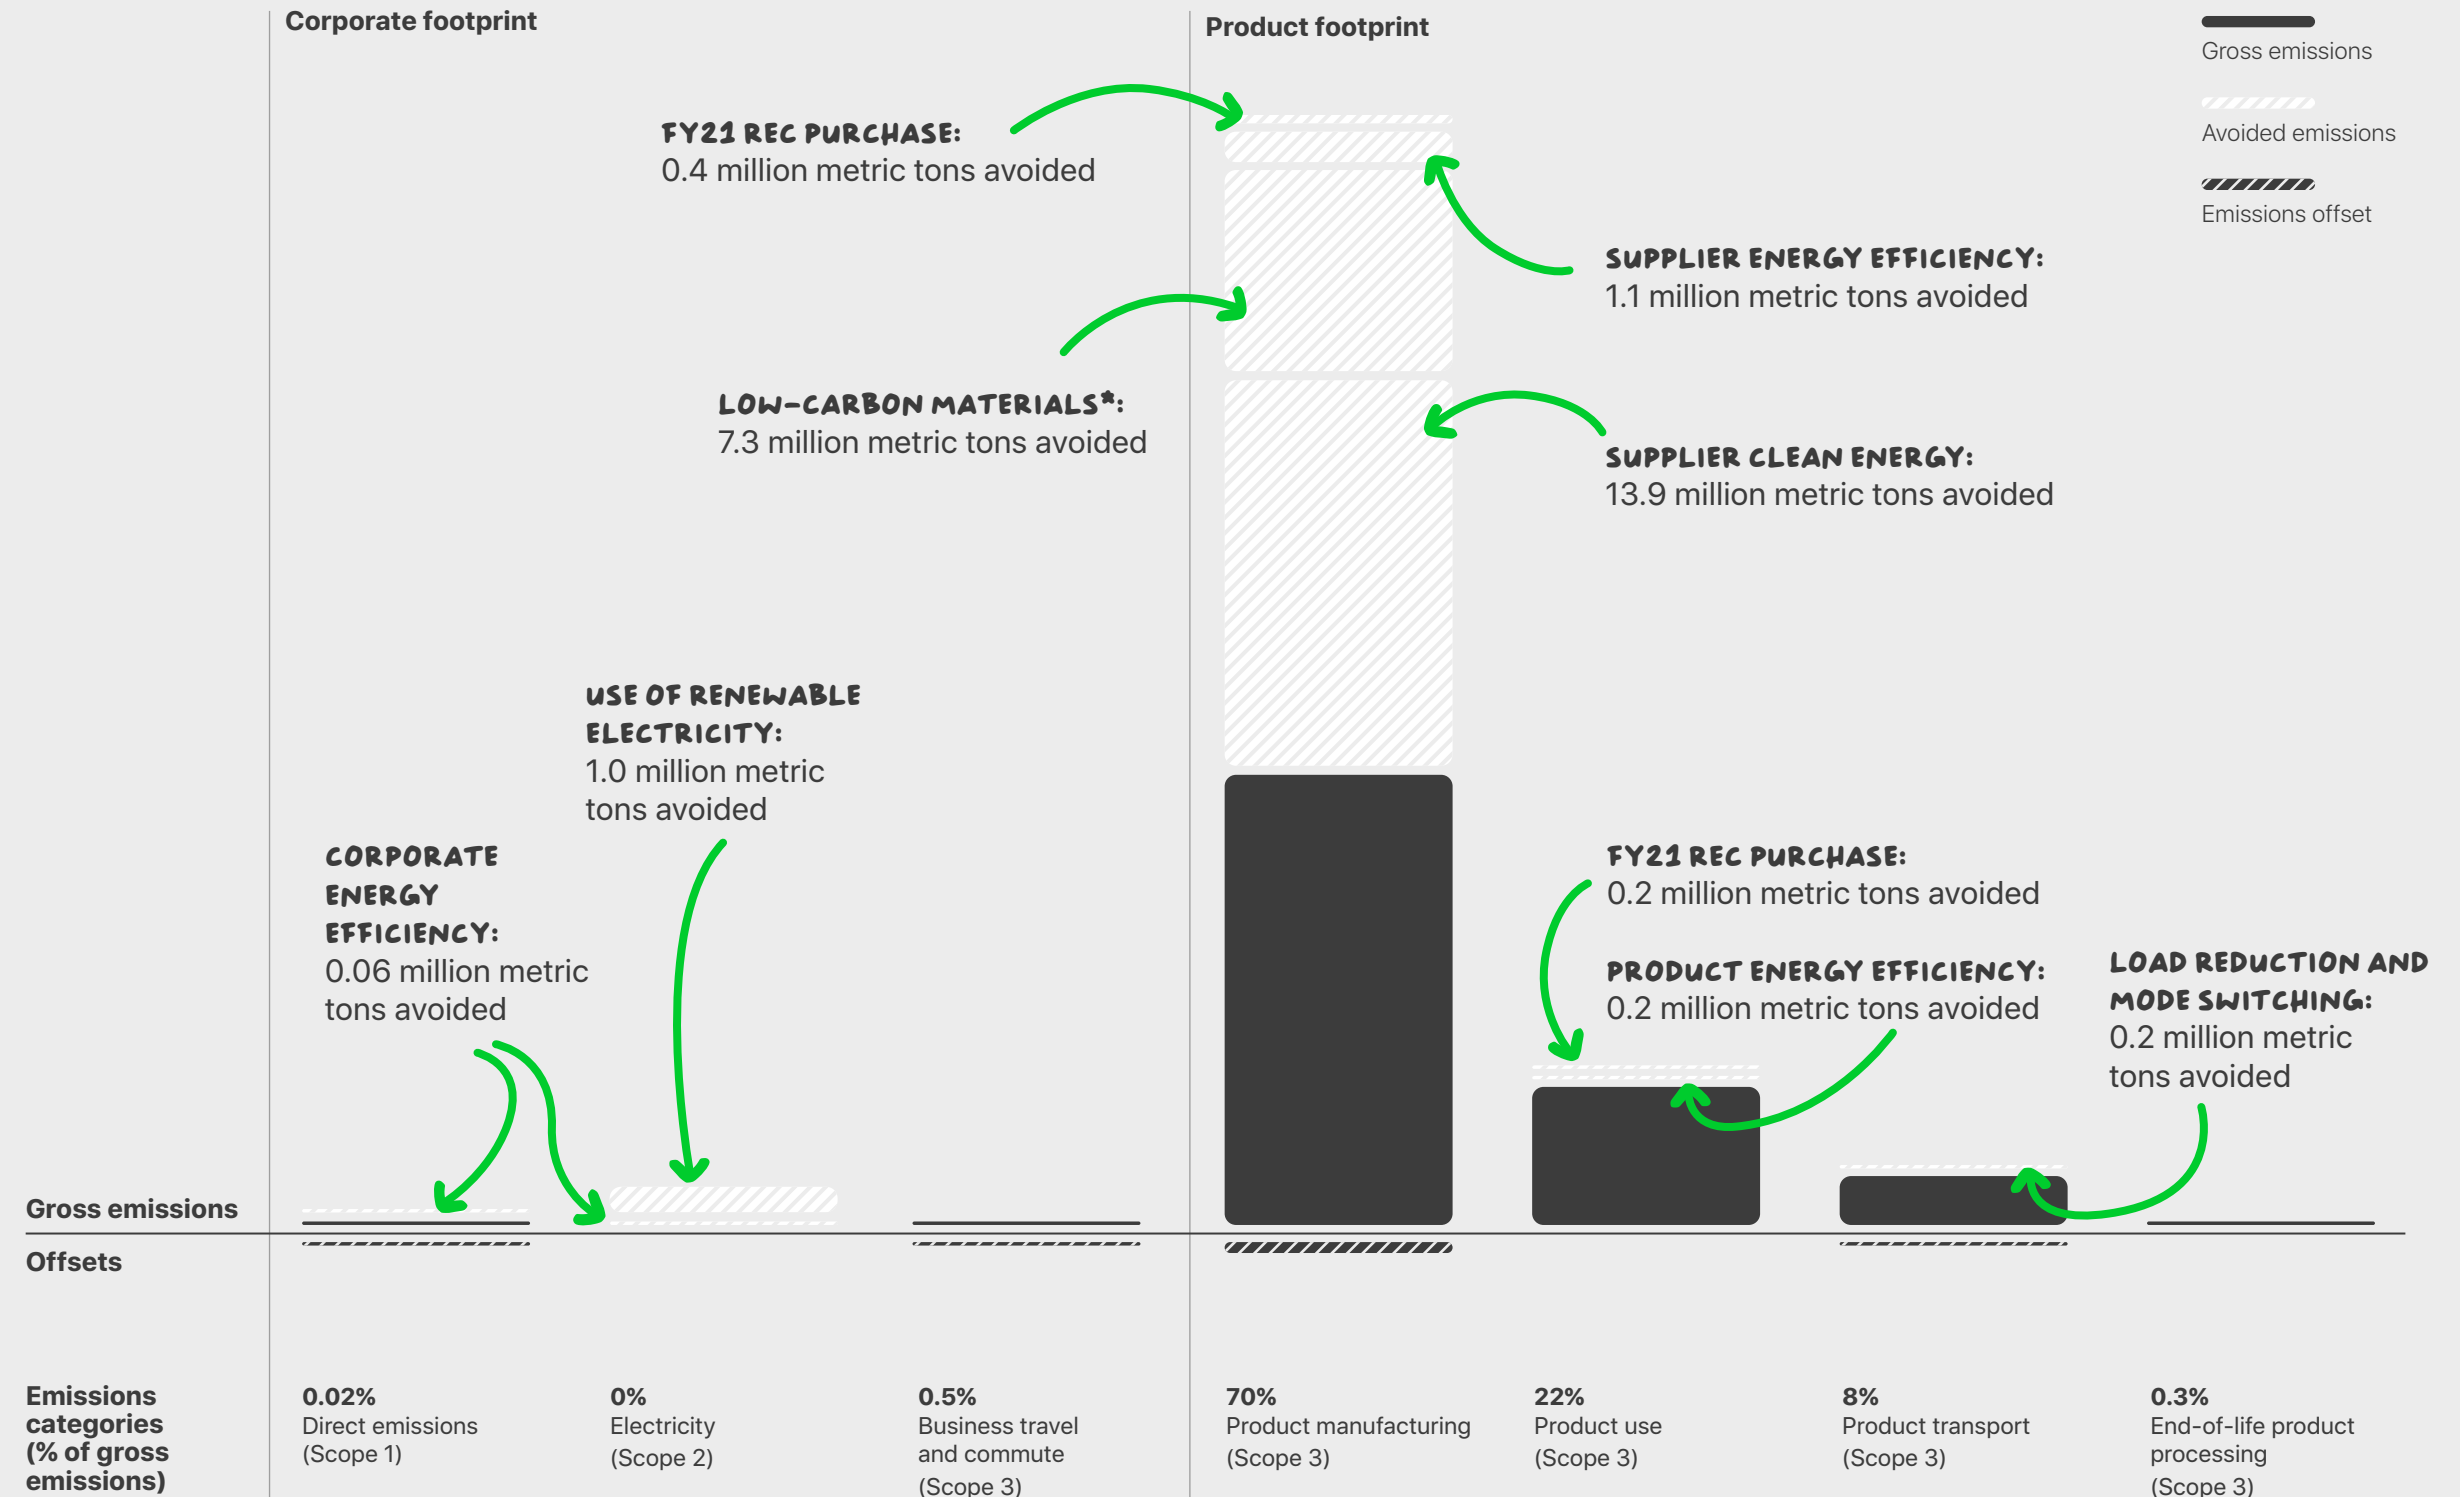 Corporate footprint
Product footprint
Gross emissions
Avoided emissions
Emissions offset
FY21 REC PURCHASE:
0.4 million metric tons avoided
SUPPLIER ENERGY EFFICIENCY:
1.1 million metric tons avoided
LOW-CARBON MATERIALS*:
7.3 million metric tons avoided
SUPPLIER CLEAN ENERGY:
13.9 million metric tons avoided
USE OF RENEWABLE
ELECTRICITY:
1.0 million metric
tons avoided
CORPORATE
ENERGY
EFFICIENCY:
0.06 million metric
tons avoided
FY21 REC PURCHASE:
0.2 million metric tons avoided
PRODUCT ENERGY EFFICIENCY:
0.2 million metric tons avoided
LOAD REDUCTION AND
MODE SWITCHING:
0.2 million metric
tons avoided
Gross emissions
Offsets
Emissions
categories
(% of gross
emissions)
0.02%
Direct emissions
(Scope 1)
0%
Electricity
(Scope 2)
0.5%
Business travel
and commute
(Scope 3)
70%
Product manufacturing
(Scope 3)
22%
Product use
(Scope 3)
8%
Product transport
(Scope 3)
0.3%
End-of-life product
processing
(Scope 3)